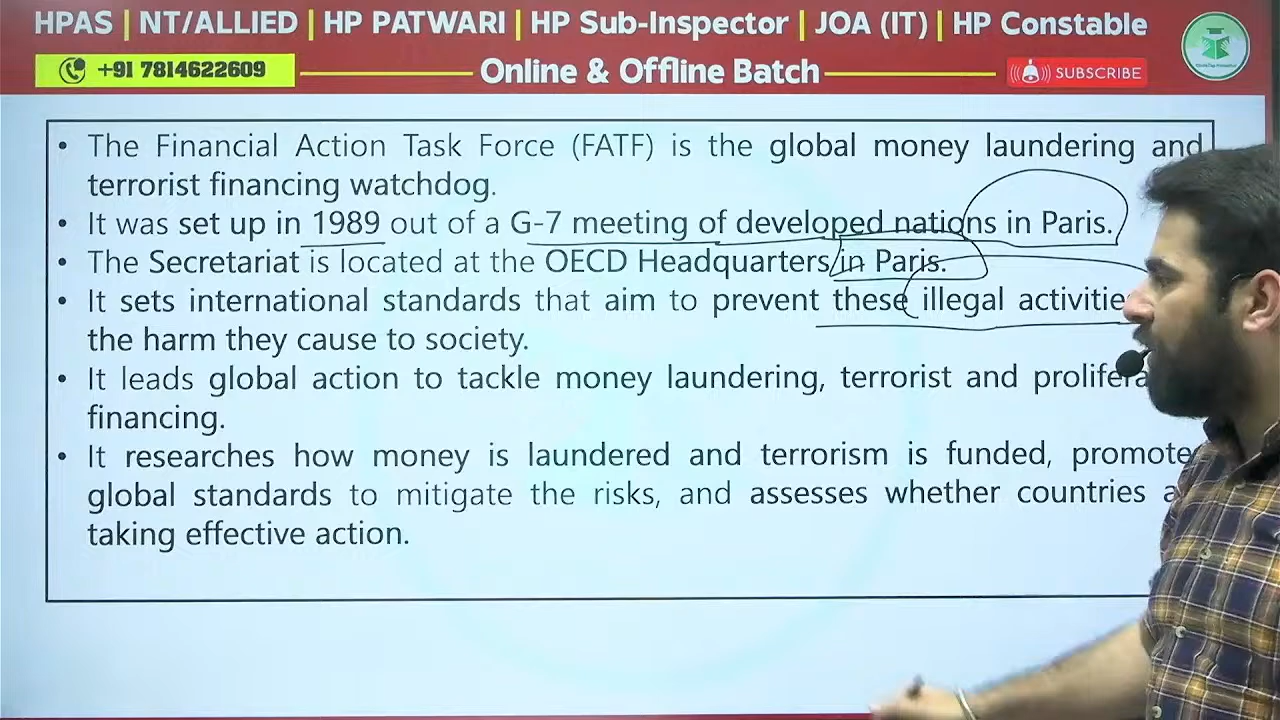 HPAS | NT/ALLIED | HP PATWARI | HP Sub-Inspector | JOA (IT) | HP Constable
+91 7814622609 Online & Offline Batch SUBSCRIBE
• The Financial Action Task Force (FATF) is the global money laundering and
terrorist financing watchdog.
• It was set up in 1989 out of a G-7 meeting of developed nations in Paris.
• The Secretariat is located at the OECD Headquarters in Paris.
• It sets international standards that aim to prevent these illegal
the harm they cause to society.
• It leads global action to tackle money laundering, terrorist and
financing.
• It researches how money is laundered and terrorism is funded,
global standards to mitigate the risks, and assesses whether countries
taking effective action.